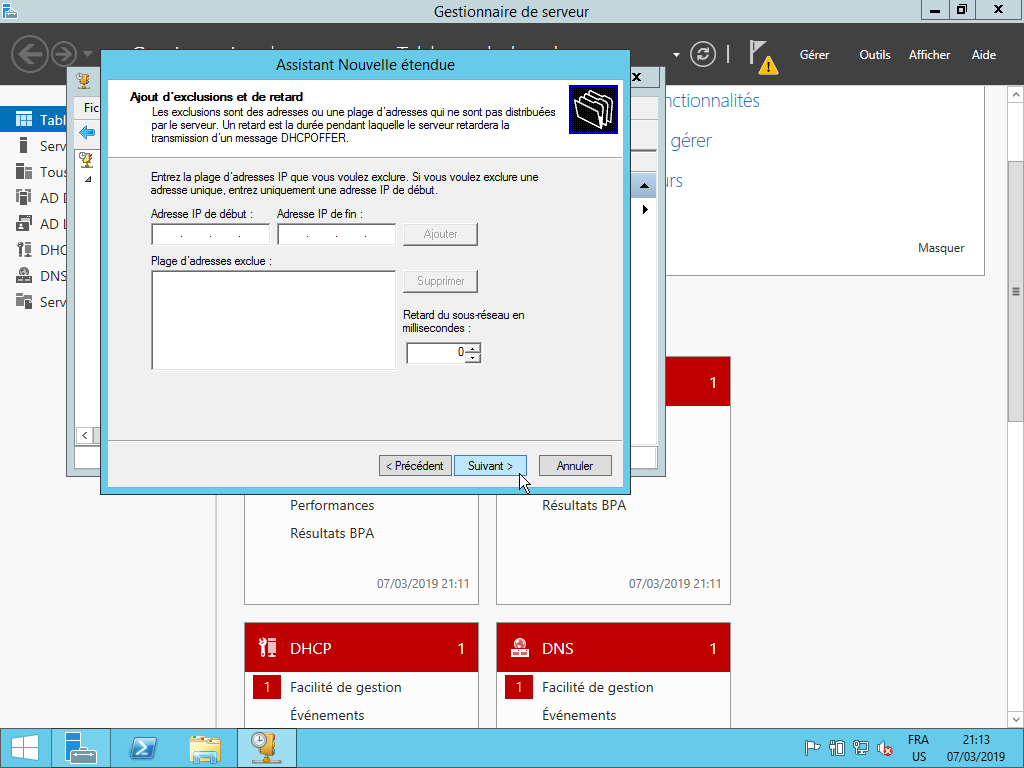 Gestionnaire de serveur
Gérer
Outils
Afficher
Aide
Assistant Nouvelle étendue
Fic
Ajout d'exclusions et de retard
Les exclusions sont des adresses ou une plage d'adresses qui ne sont pas distribuées
par le serveur. Un retard est la durée pendant laquelle le serveur retardera la
transmission d'un message DHCPOFFER.
nctionnalités
gérer
Tabl
Serv
Tous
AD D
AD L
DHC
DNS
Serv
Entrez la plage d'adresses IP que vous voulez exclure. Si vous voulez exclure une
adresse unique, entrez uniquement une adresse IP de début.
Adresse IP de début :
Adresse IP de fin :
Ajouter
Plage d'adresses exclue :
Supprimer
Retard du sous-réseau en
millisecondes :
0
Masquer
1
< Précédent
Suivant >
Annuler
Performances
Résultats BPA
07/03/2019 21:11
Résultats BPA
07/03/2019 21:11
DHCP
1
1
Facilité de gestion
Événements
DNS
1
1
Facilité de gestion
Événements
FRA
US
21:13
07/03/2019